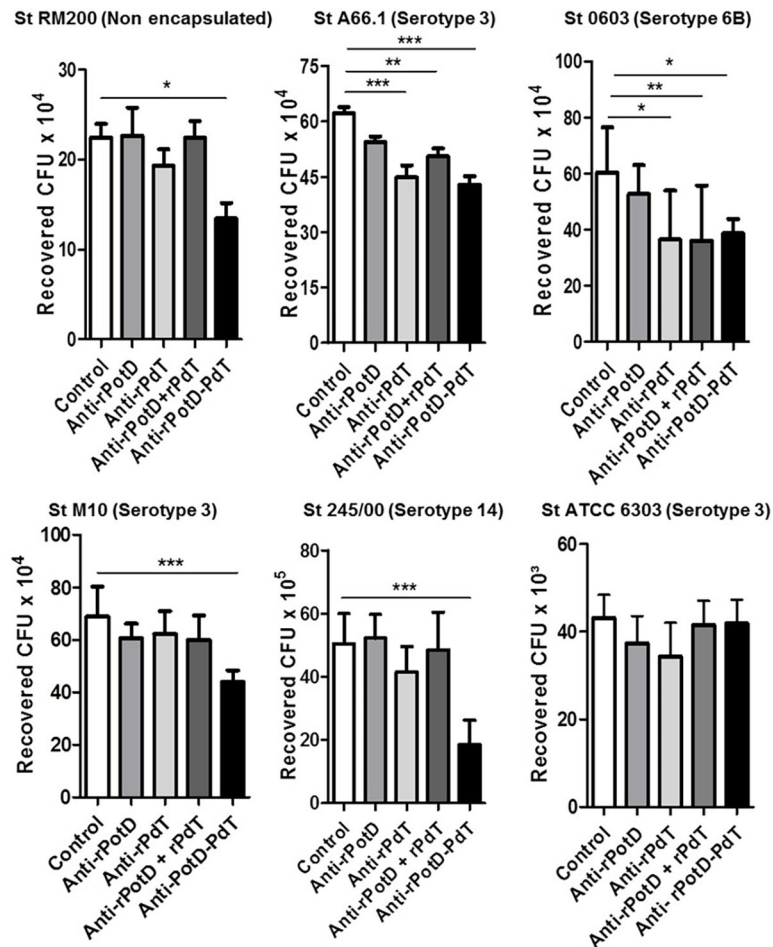 St RM200 (Non encapsulated)
Recovered CFU x 10⁴
30
20
10
0
*
Control
Anti-rPotD
Anti-rPdT
Anti-rPotD+rPdT
Anti-rPotD-PdT
St A66.1 (Serotype 3)
Recovered CFU x 10⁴
75
60
45
15
0
***
**
***
Control
Anti-rPotD
Anti-rPdT
Anti-rPotD+rPdT
Anti-rPotD-PdT
St 0603 (Serotype 6B)
Recovered CFU x 10⁴
100
80
60
40
20
0
*
**
*
Control
Anti-rPotD
Anti-rPdT
Anti-rPotD + rPdT
Anti-rPotD-PdT
St M10 (Serotype 3)
Recovered CFU x 10⁴
100
80
60
40
20
0
***
Control
Anti-rPotD
Anti-rPdT
Anti-rPotD + rPdT
Anti-PotD-PdT
St 245/00 (Serotype 14)
Recovered CFU x 10⁵
80
60
40
20
0
***
Control
Anti-rPotD
Anti-rPdT
Anti-rPotD + rPdT
Anti-rPotD-PdT
St ATCC 6303 (Serotype 3)
Recovered CFU x 10³
60
40
20
0
Control
Anti-rPotD
Anti-rPdT
Anti-rPotD + rPdT
Anti- rPotD-PdT